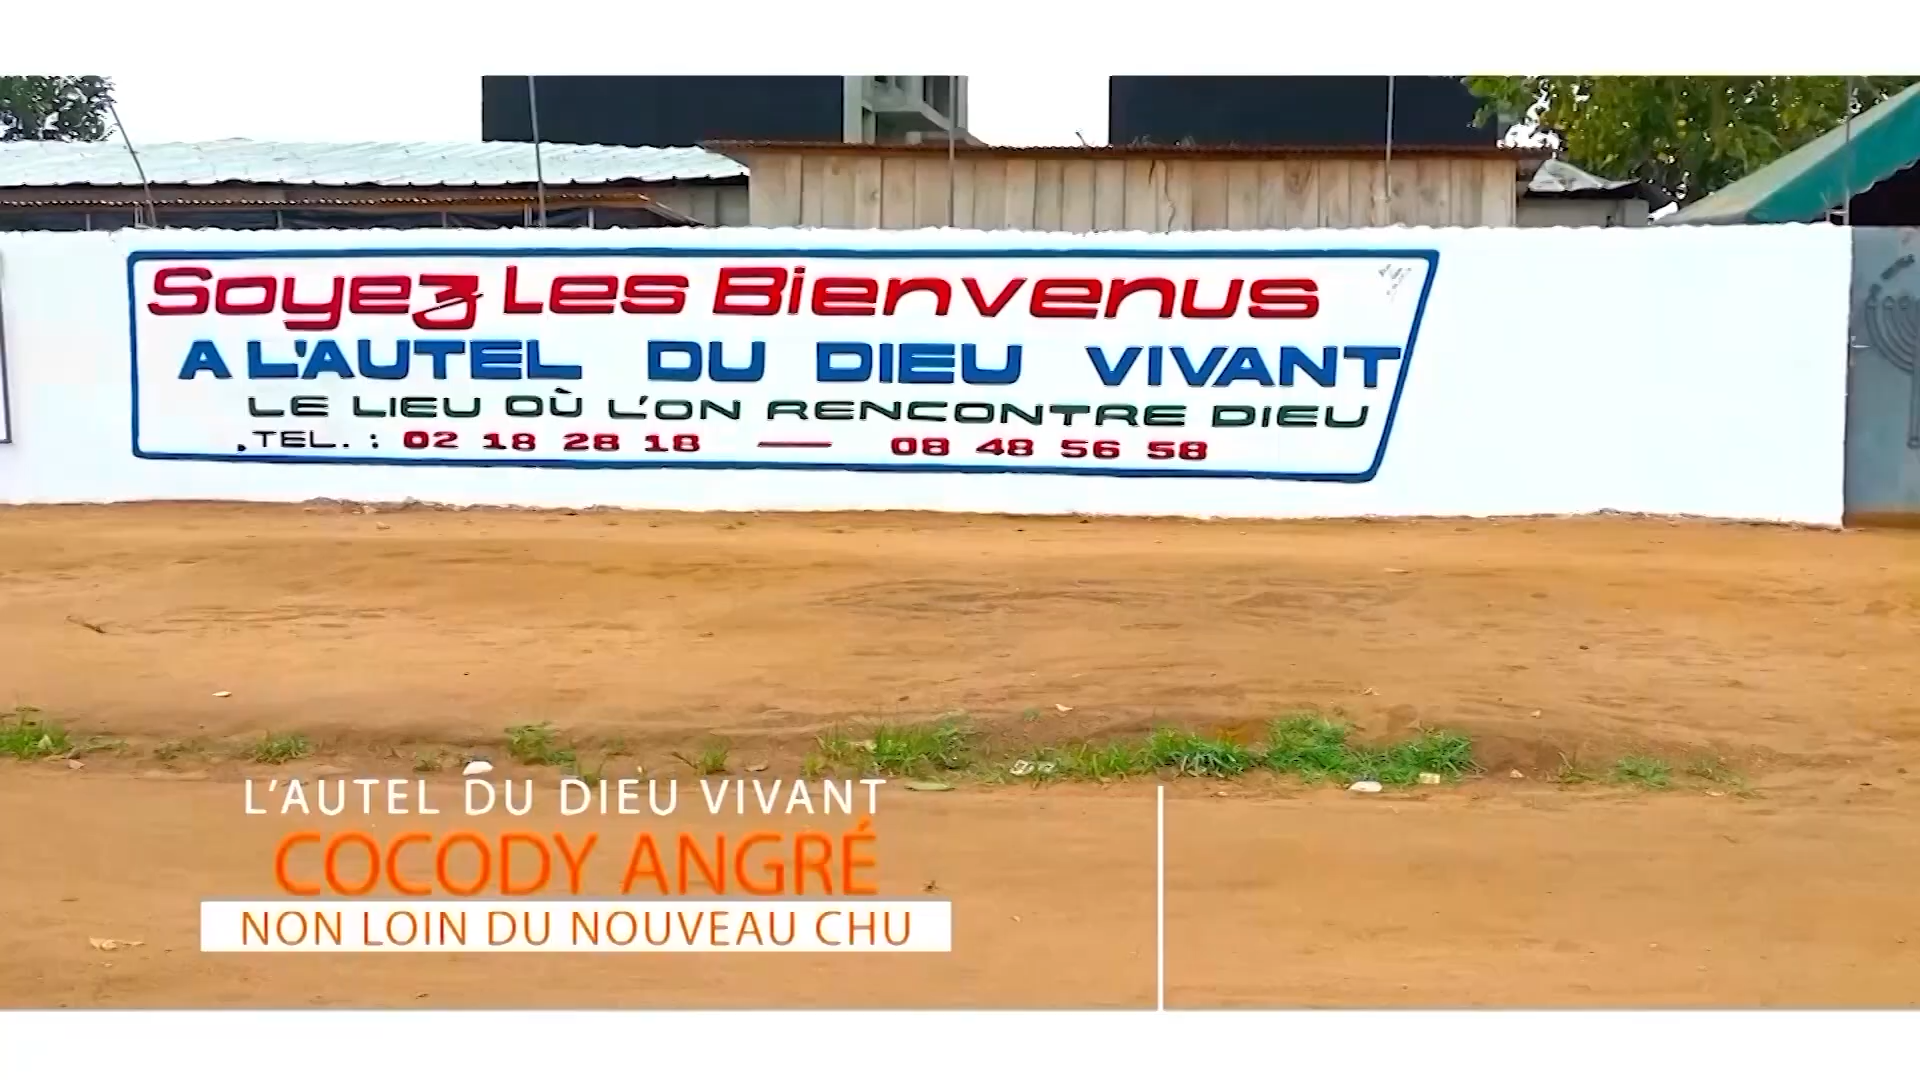 Soyez Les Bienvenus
A L'AUTEL DU DIEU VIVANT
LE LIEU OÙ L'ON RENCONTRE DIEU
TEL. : 02 18 28 18 — 08 48 56 58
L'AUTEL DU DIEU VIVANT
COCODY ANGRÉ
NON LOIN DU NOUVEAU CHU